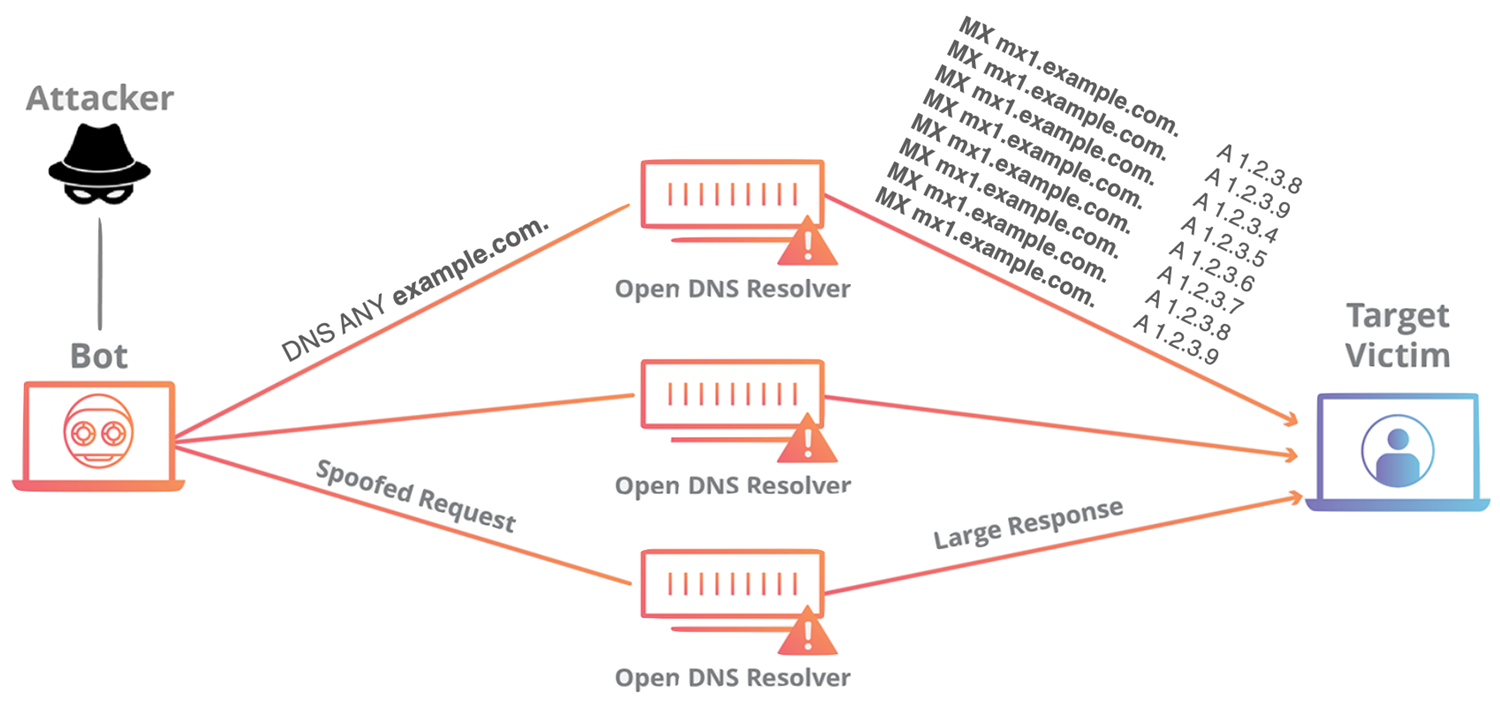 Attacker
Bot
DNS ANY example.com.
Spoofed Request
Open DNS Resolver
Open DNS Resolver
Open DNS Resolver
MX mx1.example.com.
MX mx1.example.com.
MX mx1.example.com.
MX mx1.example.com.
MX mx1.example.com.
MX mx1.example.com.
MX mx1.example.com.
MX mx1.example.com.
A 1.2.3.8
A 1.2.3.9
A 1.2.3.4
A 1.2.3.5
A 1.2.3.6
A 1.2.3.7
A 1.2.3.8
A 1.2.3.9
Large Response
Target
Victim